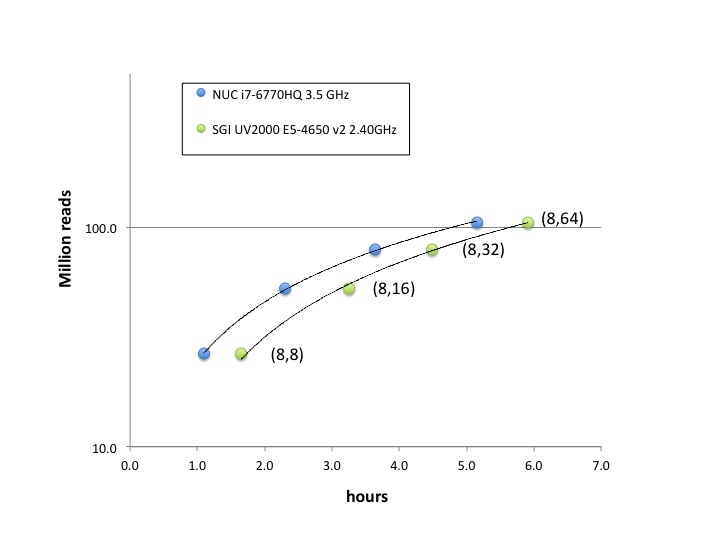 NUC i7-6770HQ 3.5 GHz
SGI UV2000 E5-4650 v2 2.40GHz
Million reads
100.0
10.0
(8,64)
(8,32)
(8,16)
(8,8)
0.0 1.0 2.0 3.0 4.0 5.0 6.0 7.0
hours